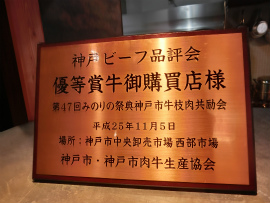 神戸ビーフ品評会
優等賞牛御購買店様
第47回みのりの祭典神戸市牛枝肉共励会
平成25年11月5日
場所：神戸市中央卸売市場西部市場
神戸市・神戸市肉牛生産協会